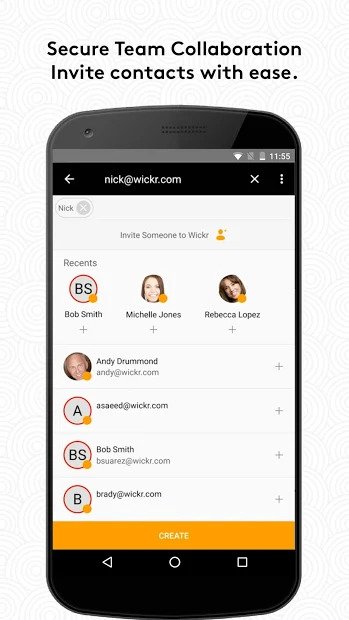 Secure Team Collaboration
Invite contacts with ease.
11:55
nick@wickr.com
Nick
Invite Someone to Wickr
Recents
BS
Bob Smith
Michelle Jones
Rebecca Lopez
Andy Drummond
andy@wickr.com
A
asaeed@wickr.com
BS
Bob Smith
bsuarez@wickr.com
B
brady@wickr.com
CREATE